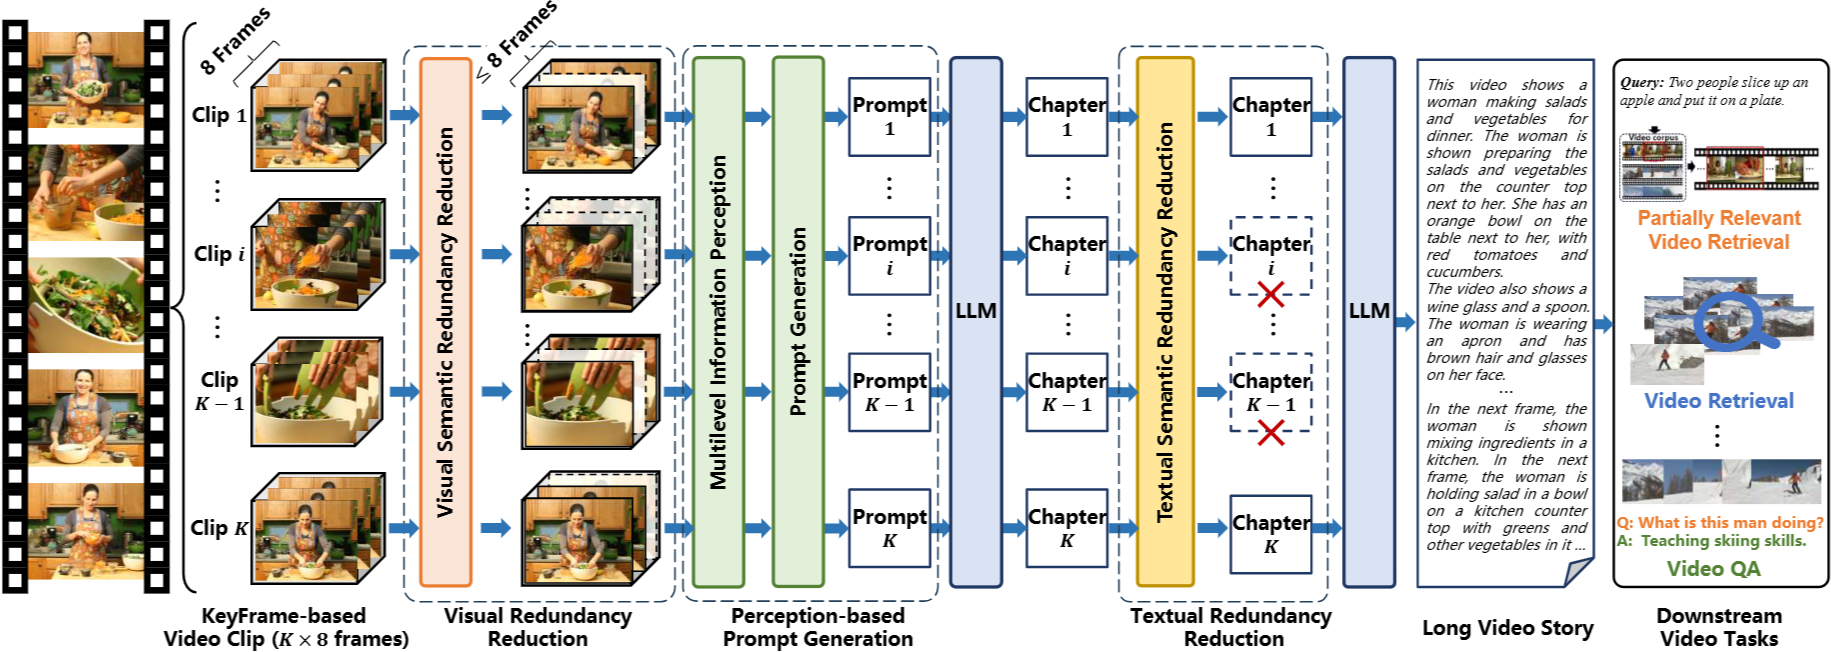 8 Frames
Clip 1
⋮
Clip i
⋮
Clip
K − 1
Clip K
KeyFrame-based
Video Clip (K × 8 frames)
Visual Semantic Redundancy Reduction
≤ 8 Frames
⋮
⋮
Visual Redundancy
Reduction
Multilevel Information Perception
Prompt Generation
Prompt
1
⋮
Prompt
i
⋮
Prompt
K − 1
Prompt
K
Perception-based
Prompt Generation
LLM
Chapter
1
⋮
Chapter
i
⋮
Chapter
K − 1
Chapter
K
Textual Semantic Redundancy Reduction
Chapter
1
⋮
Chapter
i
⋮
Chapter
K − 1
Chapter
K
Textual Redundancy
Reduction
LLM
This video shows a
woman making salads
and vegetables for
dinner. The woman is
shown preparing the
salads and vegetables
on the counter top
next to her. She has an
orange bowl on the
table next to her, with
red tomatoes and
cucumbers.
The video also shows a
wine glass and a spoon.
The woman is wearing
an apron and has
brown hair and glasses
on her face.
...
In the next frame, the
woman is shown
mixing ingredients in a
kitchen. In the next
frame, the woman is
holding salad in a bowl
on a kitchen counter
top with greens and
other vegetables in it ...
Long Video Story
Query: Two people slice up an
apple and put it on a plate.
Video corpus
Partially Relevant
Video Retrieval
Video Retrieval
⋮
Q: What is this man doing?
A: Teaching skiing skills.
Video QA
Downstream
Video Tasks